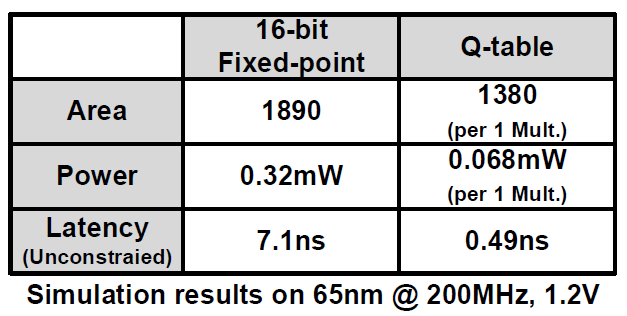 16-bit
Fixed-point
Q-table
Area
1890
1380
(per 1 Mult.)
Power
0.32mW
0.068mW
(per 1 Mult.)
Latency
(Unconstraied)
7.1ns
0.49ns
Simulation results on 65nm @ 200MHz, 1.2V